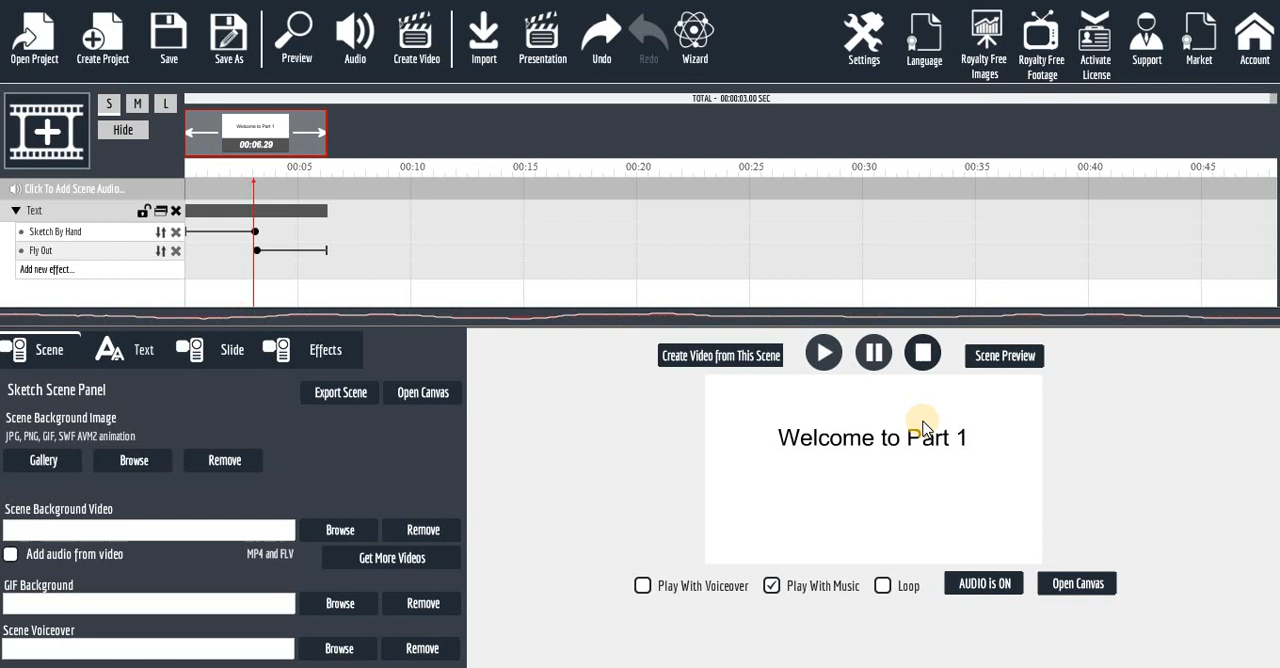 Open Project
Create Project
Save
Save As
Preview
Audio
Create Video
Import
Presentation
Undo
Redo
Wizard
Settings
Language
Royalty Free
Images
Royalty Free
Footage
Activate
License
Support
Market
Account
S M L
Hide
TOTAL - 00:00:03.00 SEC
Welcome to Part 1
00:06.29
00:05 00:10 00:15 00:20 00:25 00:30 00:35 00:40 00:45
Click To Add Scene Audio...
Text
Sketch By Hand
Fly Out
Add new effect...
Scene Text Slide Effects
Sketch Scene Panel
Export Scene Open Canvas
Scene Background Image
JPG, PNG, GIF, SWF AVM2 animation
Gallery Browse Remove
Scene Background Video
Browse Remove
Add audio from video MP4 and FLV Get More Videos
GIF Background
Browse Remove
Scene Voiceover
Browse Remove
Create Video from This Scene
Scene Preview
Welcome to Part 1
Play With Voiceover Play With Music Loop AUDIO is ON Open Canvas